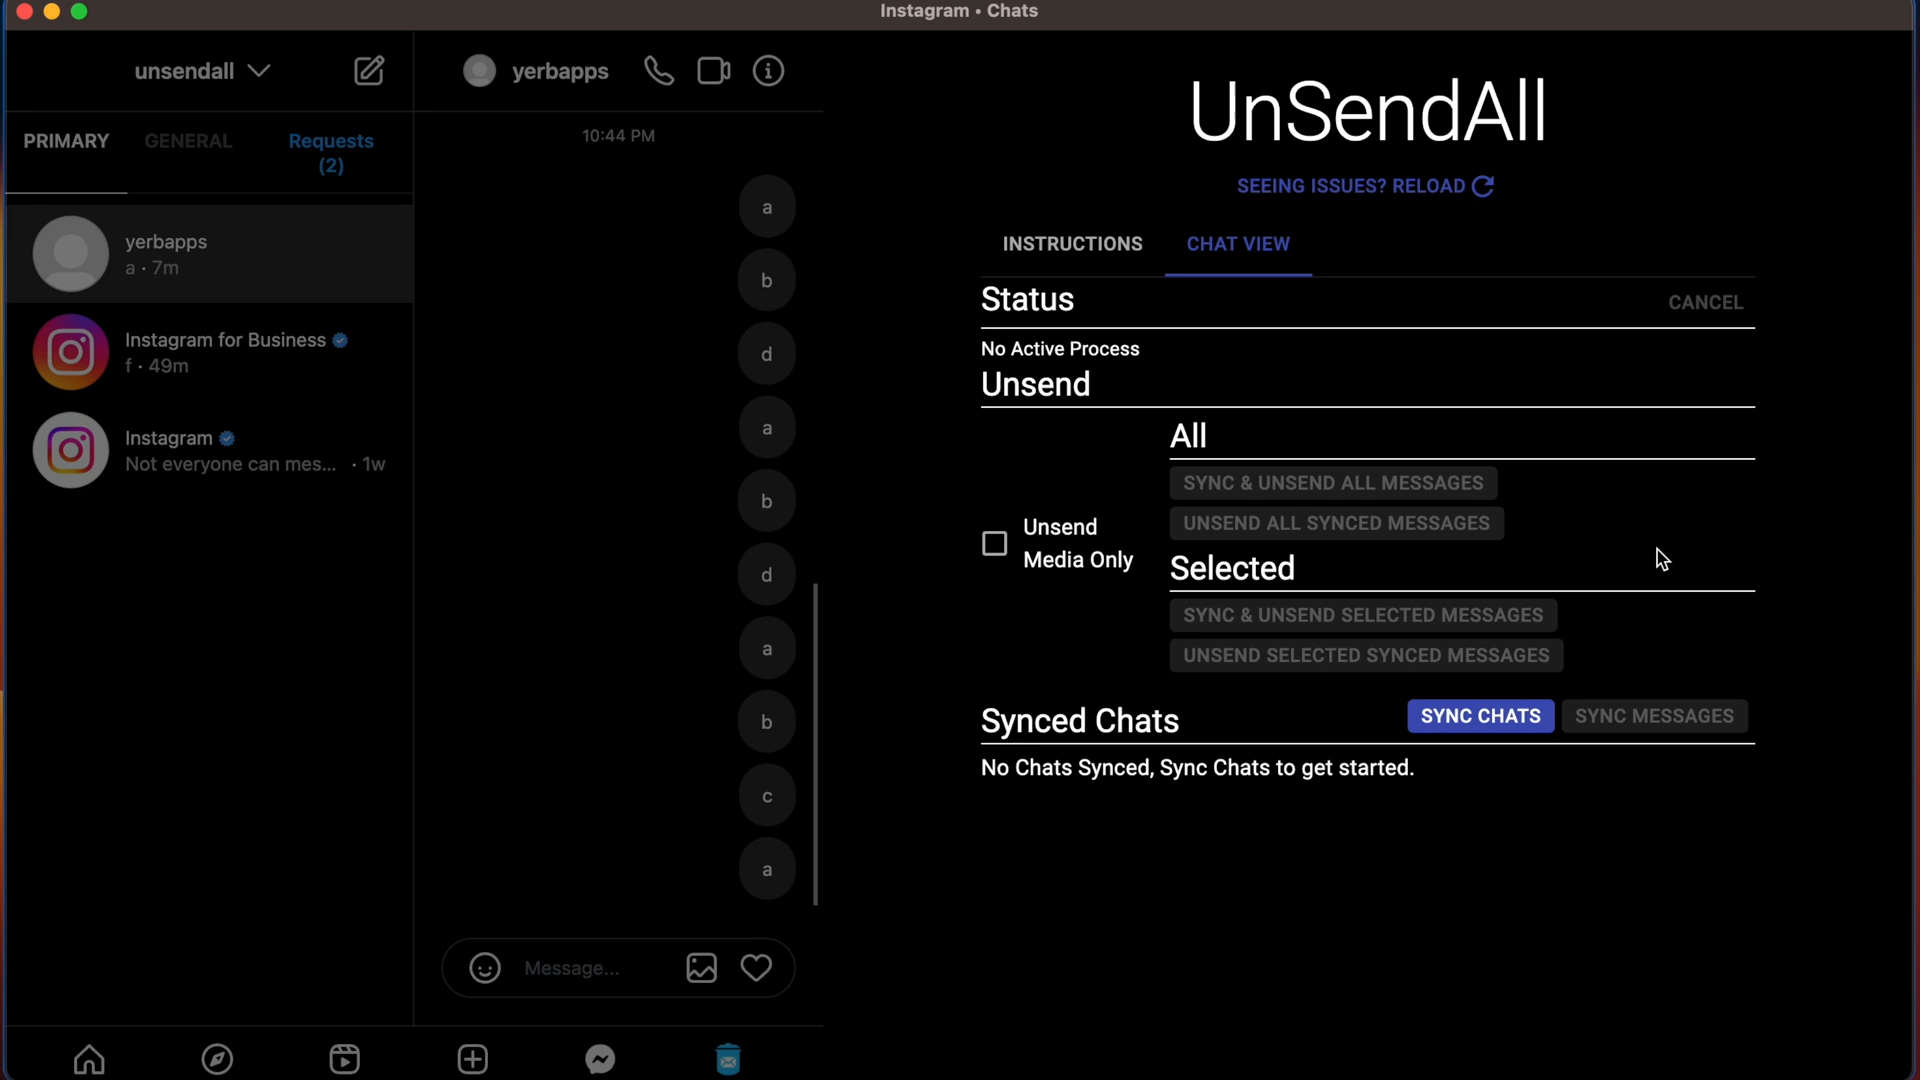 Instagram • Chats
unsendall
PRIMARY
GENERAL
Requests
(2)
yerbapps
a · 7m
Instagram for Business
f · 49m
Instagram
Not everyone can mes... · 1w
yerbapps
10:44 PM
a
b
d
a
b
d
a
b
c
a
Message...
UnSendAll
SEEING ISSUES? RELOAD
INSTRUCTIONS
CHAT VIEW
Status
CANCEL
No Active Process
Unsend
All
SYNC & UNSEND ALL MESSAGES
UNSEND ALL SYNCED MESSAGES
Unsend
Media Only
Selected
SYNC & UNSEND SELECTED MESSAGES
UNSEND SELECTED SYNCED MESSAGES
Synced Chats
SYNC CHATS
SYNC MESSAGES
No Chats Synced, Sync Chats to get started.